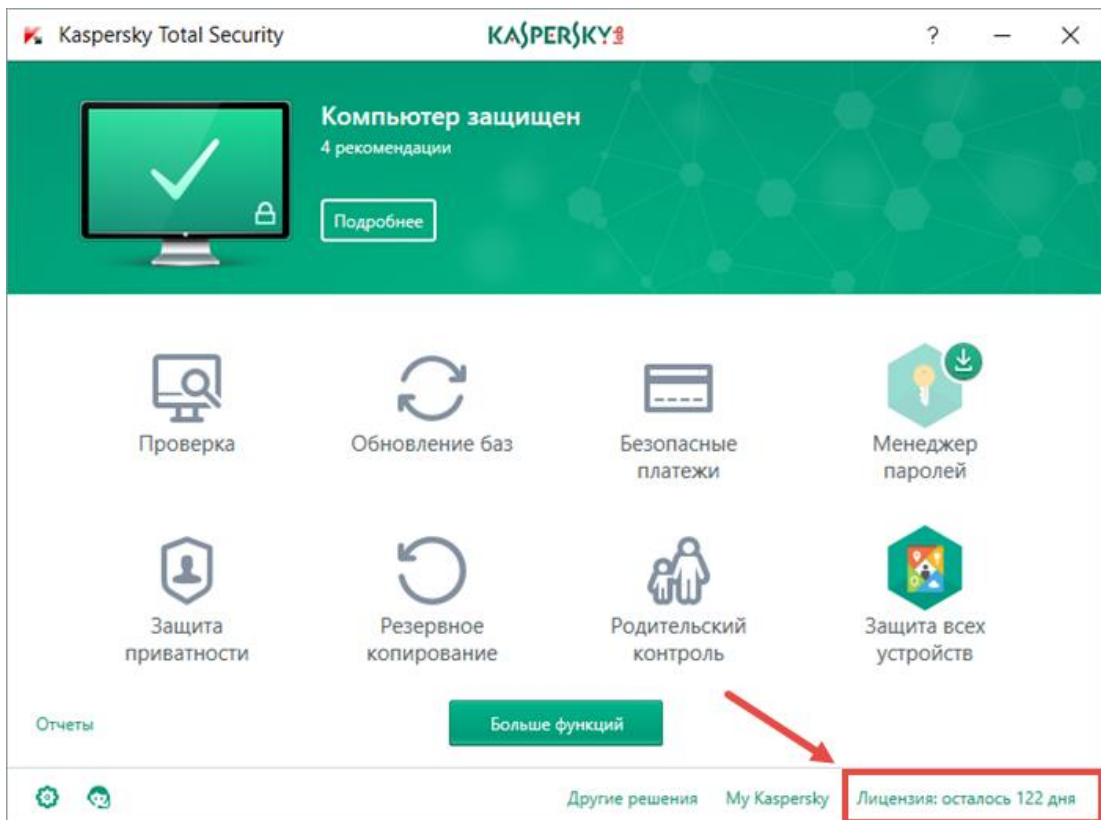 Kaspersky Total Security
KASPERSKY lab
?
Компьютер защищен
4 рекомендации
Подробнее
Проверка
Обновление баз
Безопасные
платежи
Менеджер
паролей
Защита
приватности
Резервное
копирование
Родительский
контроль
Защита всех
устройств
Отчеты
Больше функций
Другие решения
My Kaspersky
Лицензия: осталось 122 дня